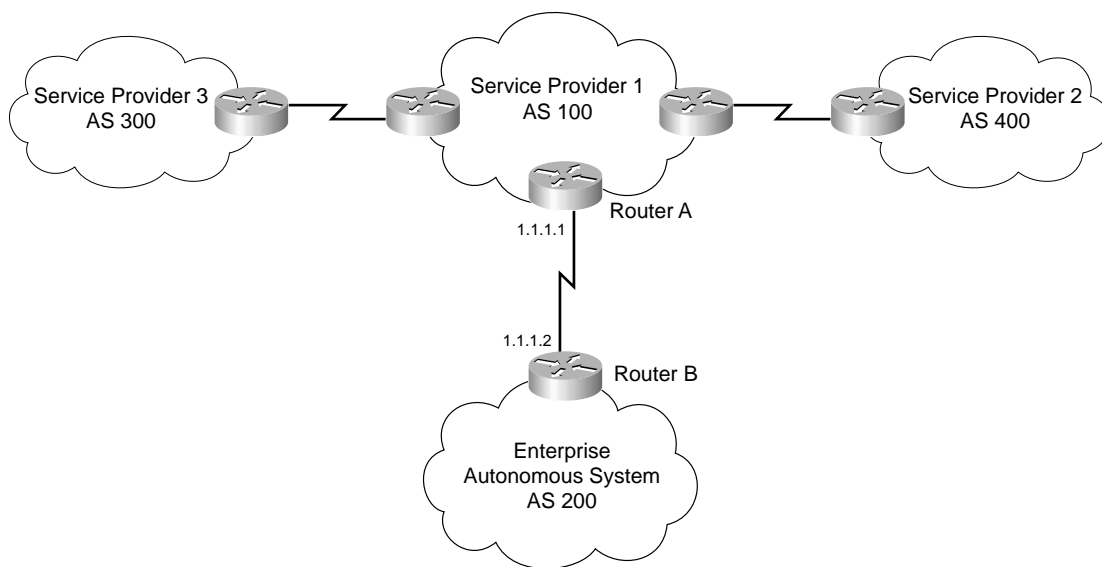 Service Provider 3
AS 300
Service Provider 1
AS 100
Service Provider 2
AS 400
Router A
1.1.1.1
1.1.1.2
Router B
Enterprise
Autonomous System
AS 200